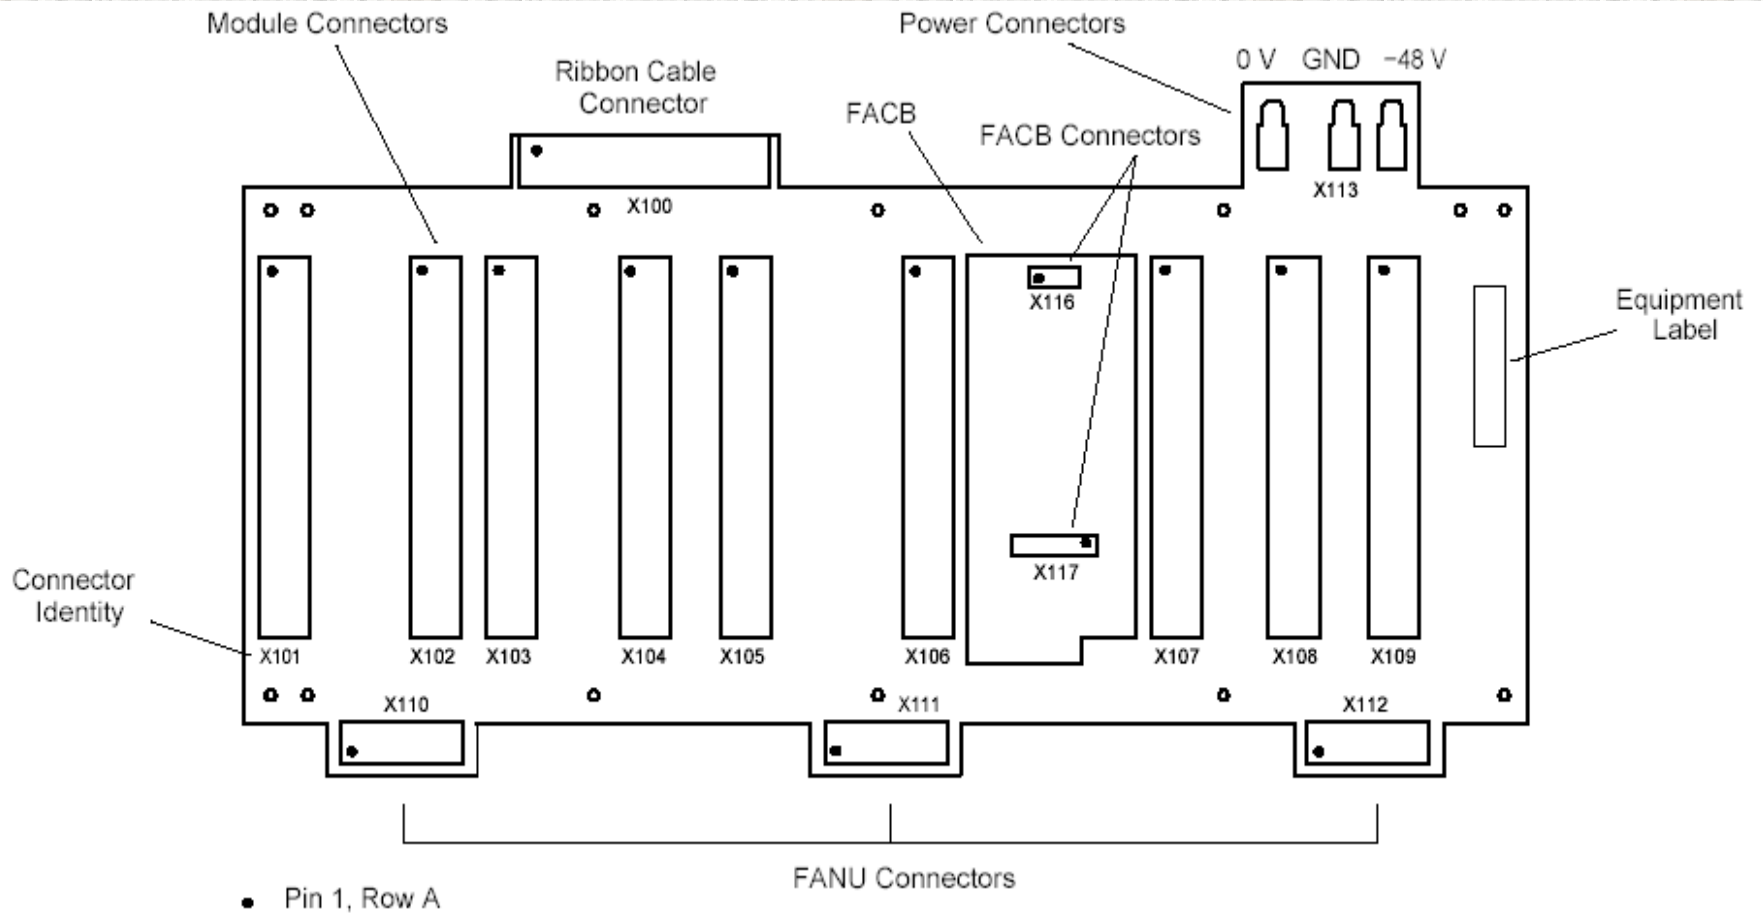 Module Connectors
Power Connectors
0 V GND −48 V
Ribbon Cable
Connector
FACB
FACB Connectors
X113
X100
X116
Equipment
Label
X117
Connector
Identity
X101 X102 X103 X104 X105 X106 X107 X108 X109
X110 X111 X112
FANU Connectors
● Pin 1, Row A